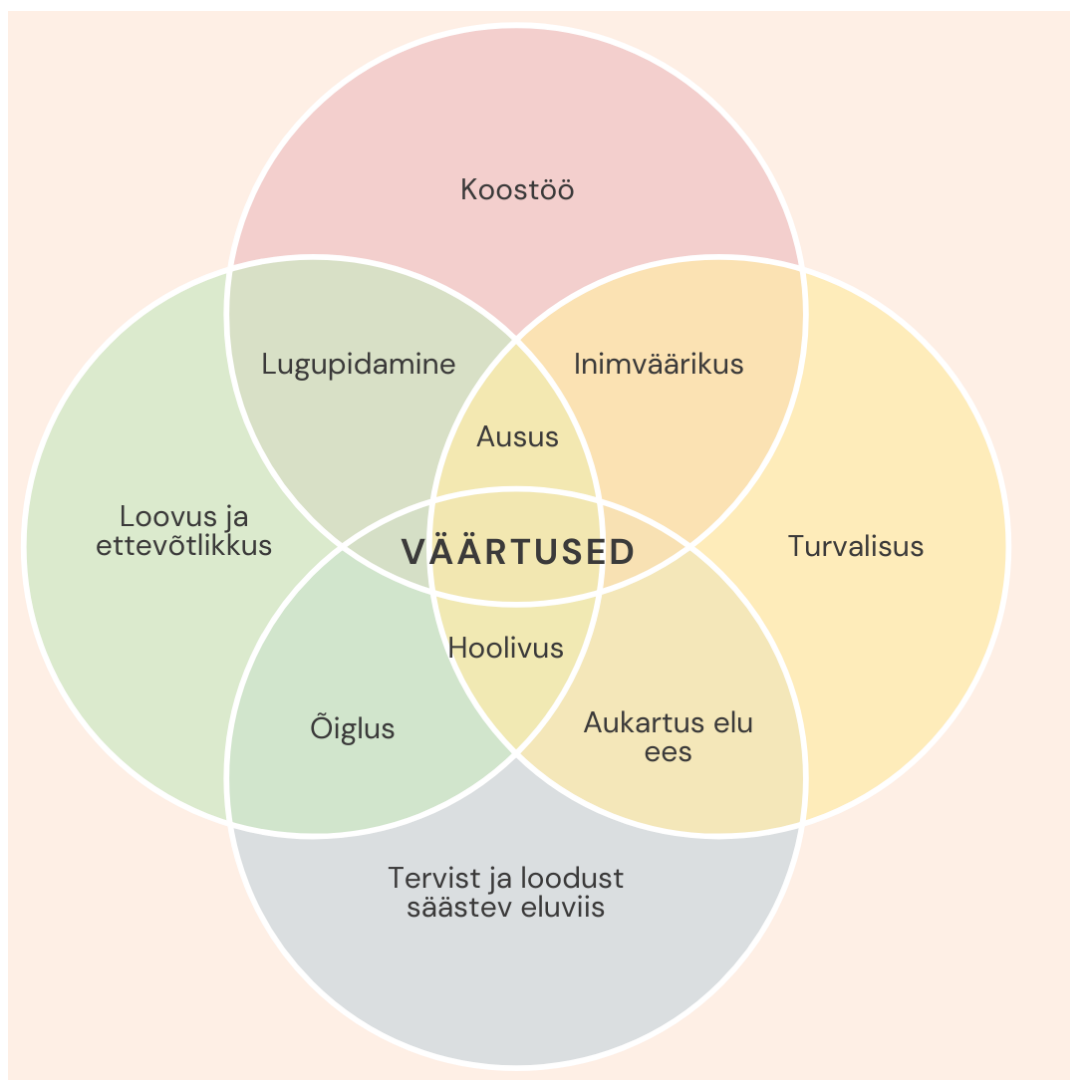 Koostöö
Lugupidamine
Inimväärikus
Ausus
Loovus ja
ettevõtlikkus
VÄÄRTUSED
Turvalisus
Hoolivus
Õiglus
Aukartus elu
ees
Tervist ja loodust
säästev eluviis